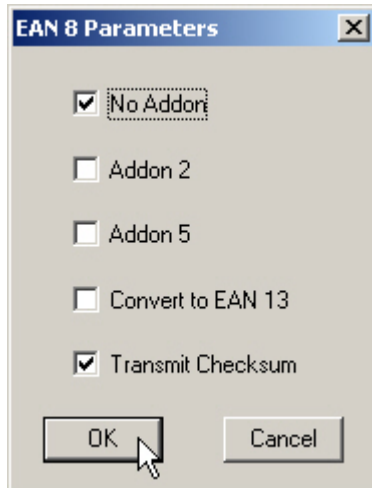 EAN 8 Parameters
No Addon
Addon 2
Addon 5
Convert to EAN 13
Transmit Checksum
OK Cancel